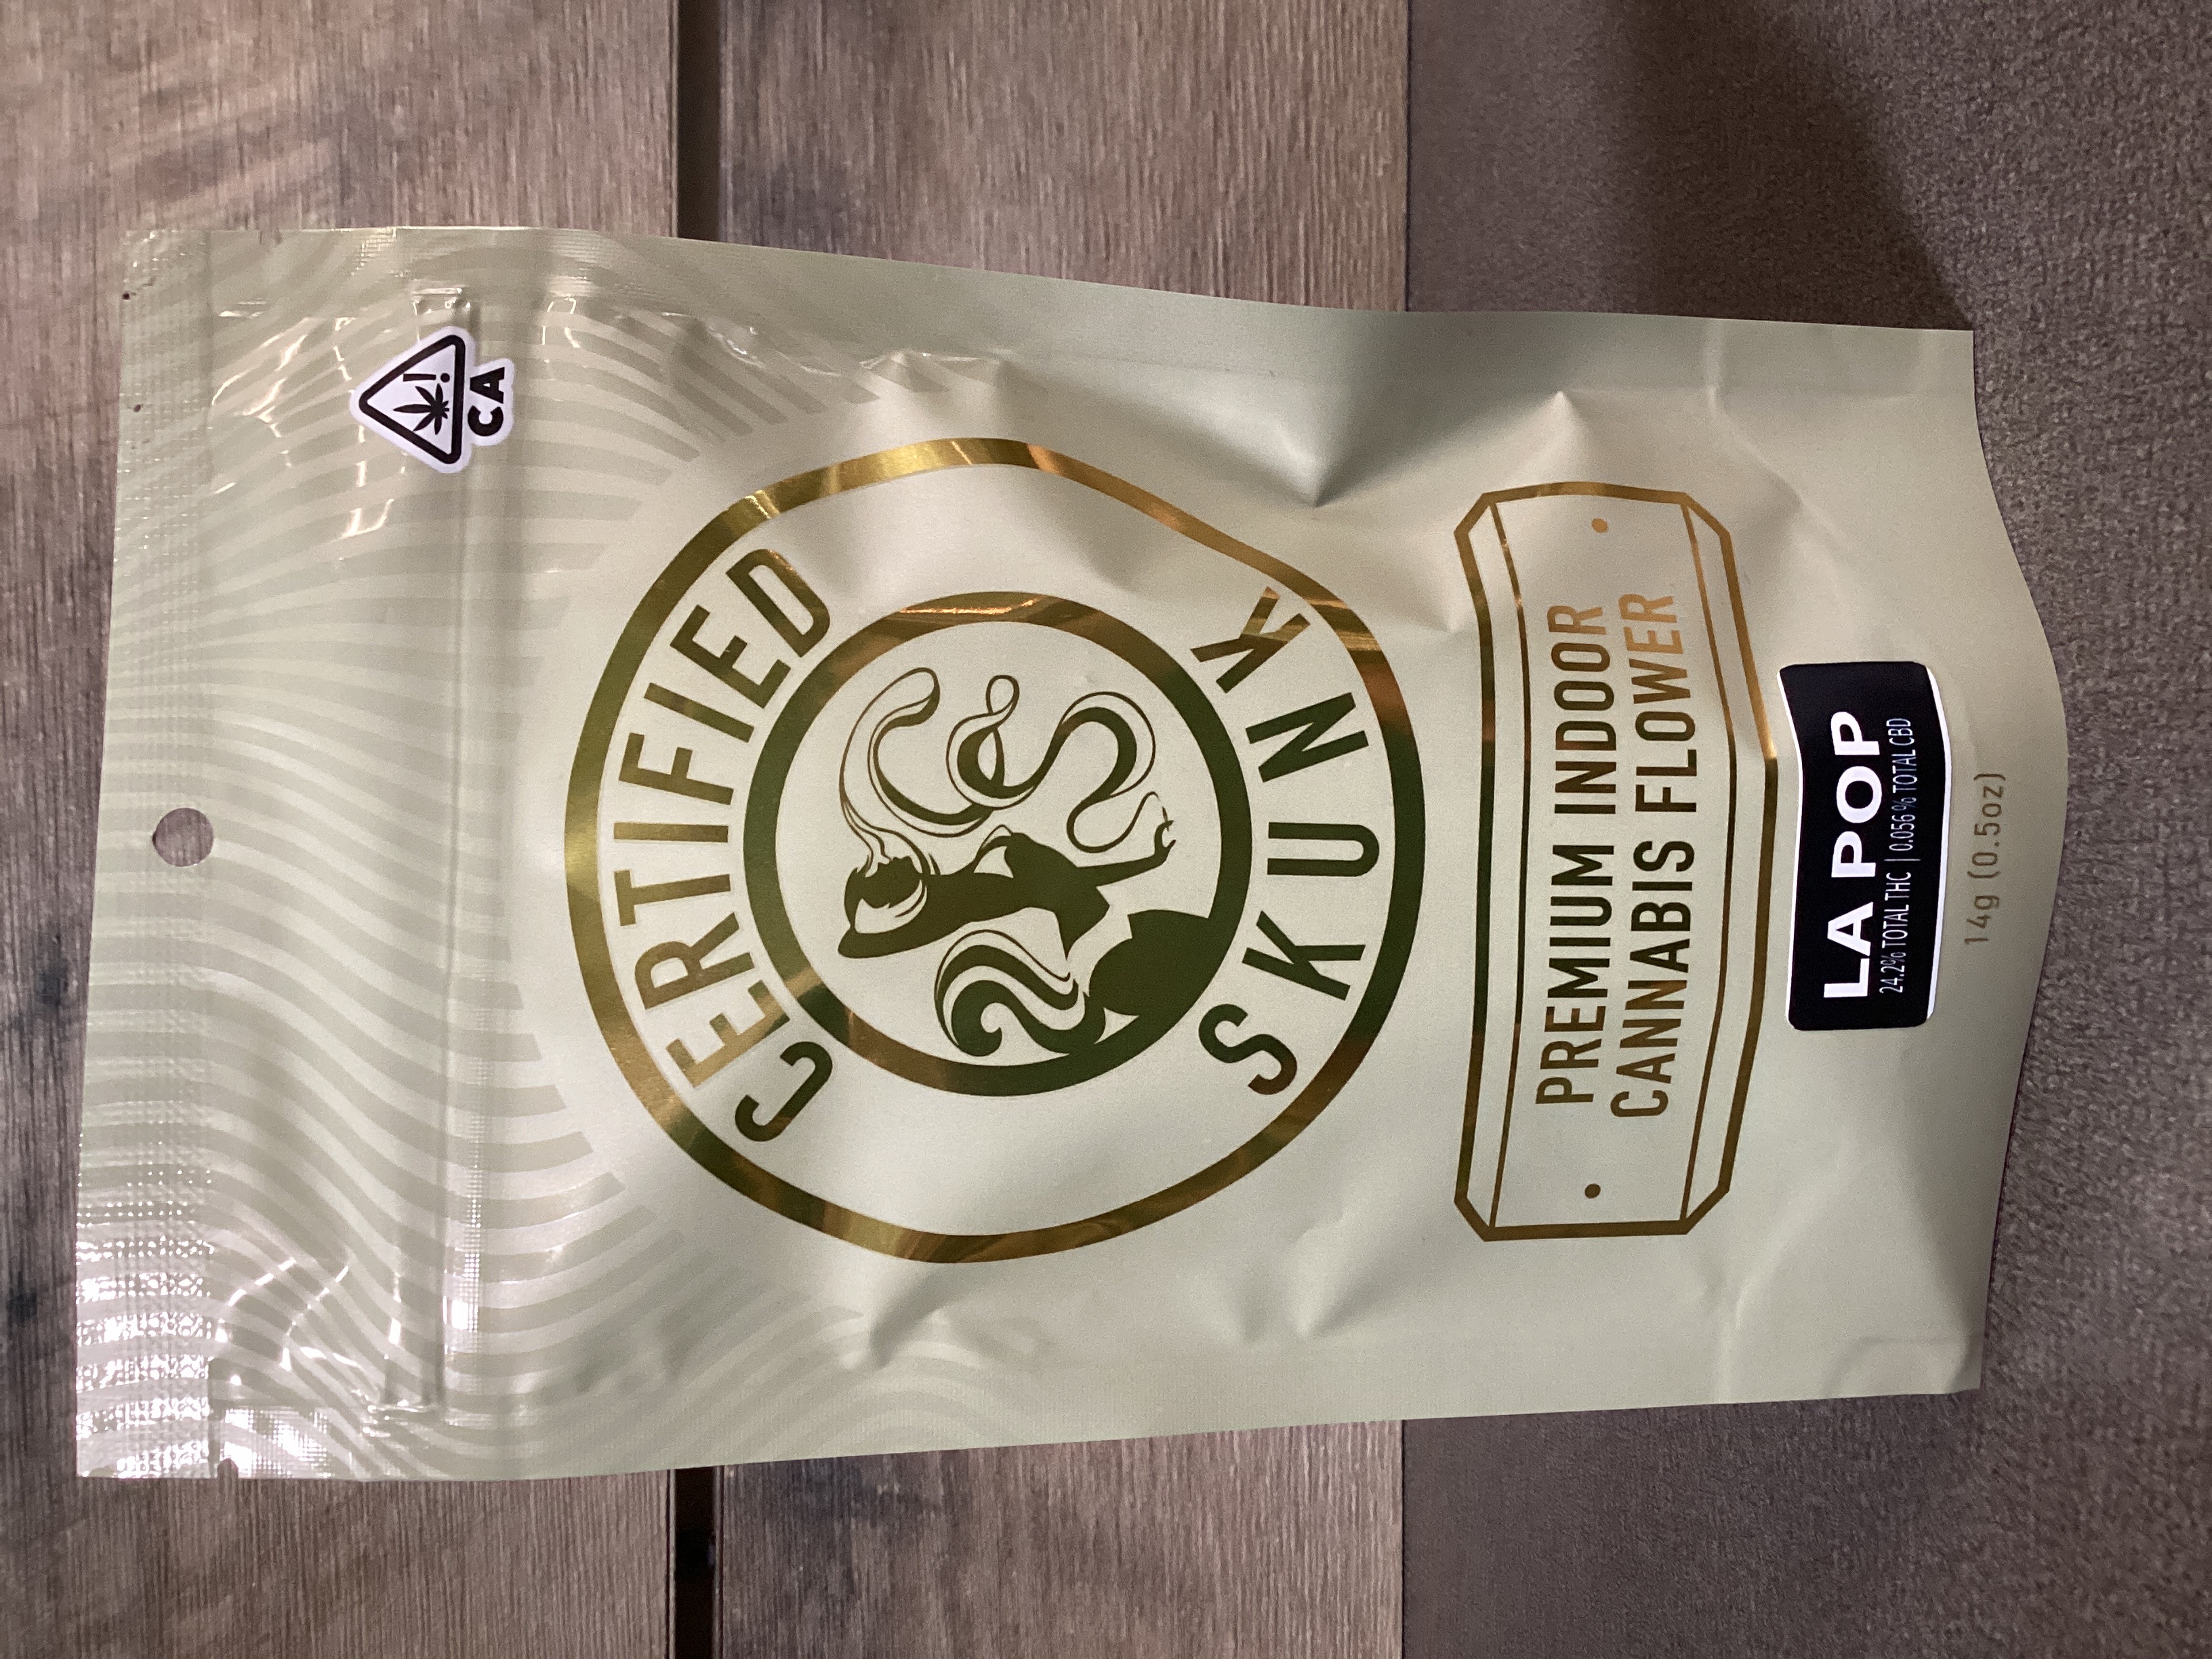 CA
CERTIFIED
C&S
SKUNK
PREMIUM INDOOR
CANNABIS FLOWER
LA POP
24.2% TOTAL THC | 0.056 % TOTAL CBD
14g (0.5oz)